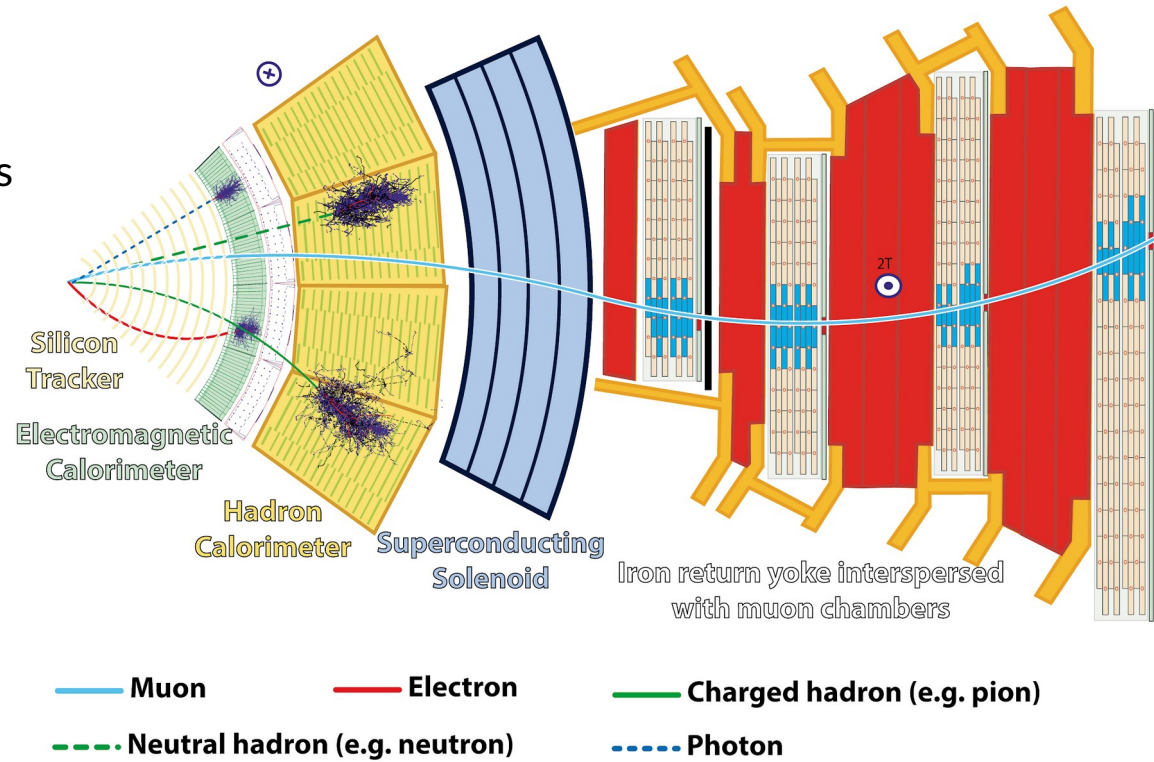 s
Silicon
Tracker
Electromagnetic
Calorimeter
Hadron
Calorimeter
Superconducting
Solenoid
2T
Iron return yoke interspersed
with muon chambers
Muon
Electron
Charged hadron (e.g. pion)
Neutral hadron (e.g. neutron)
Photon